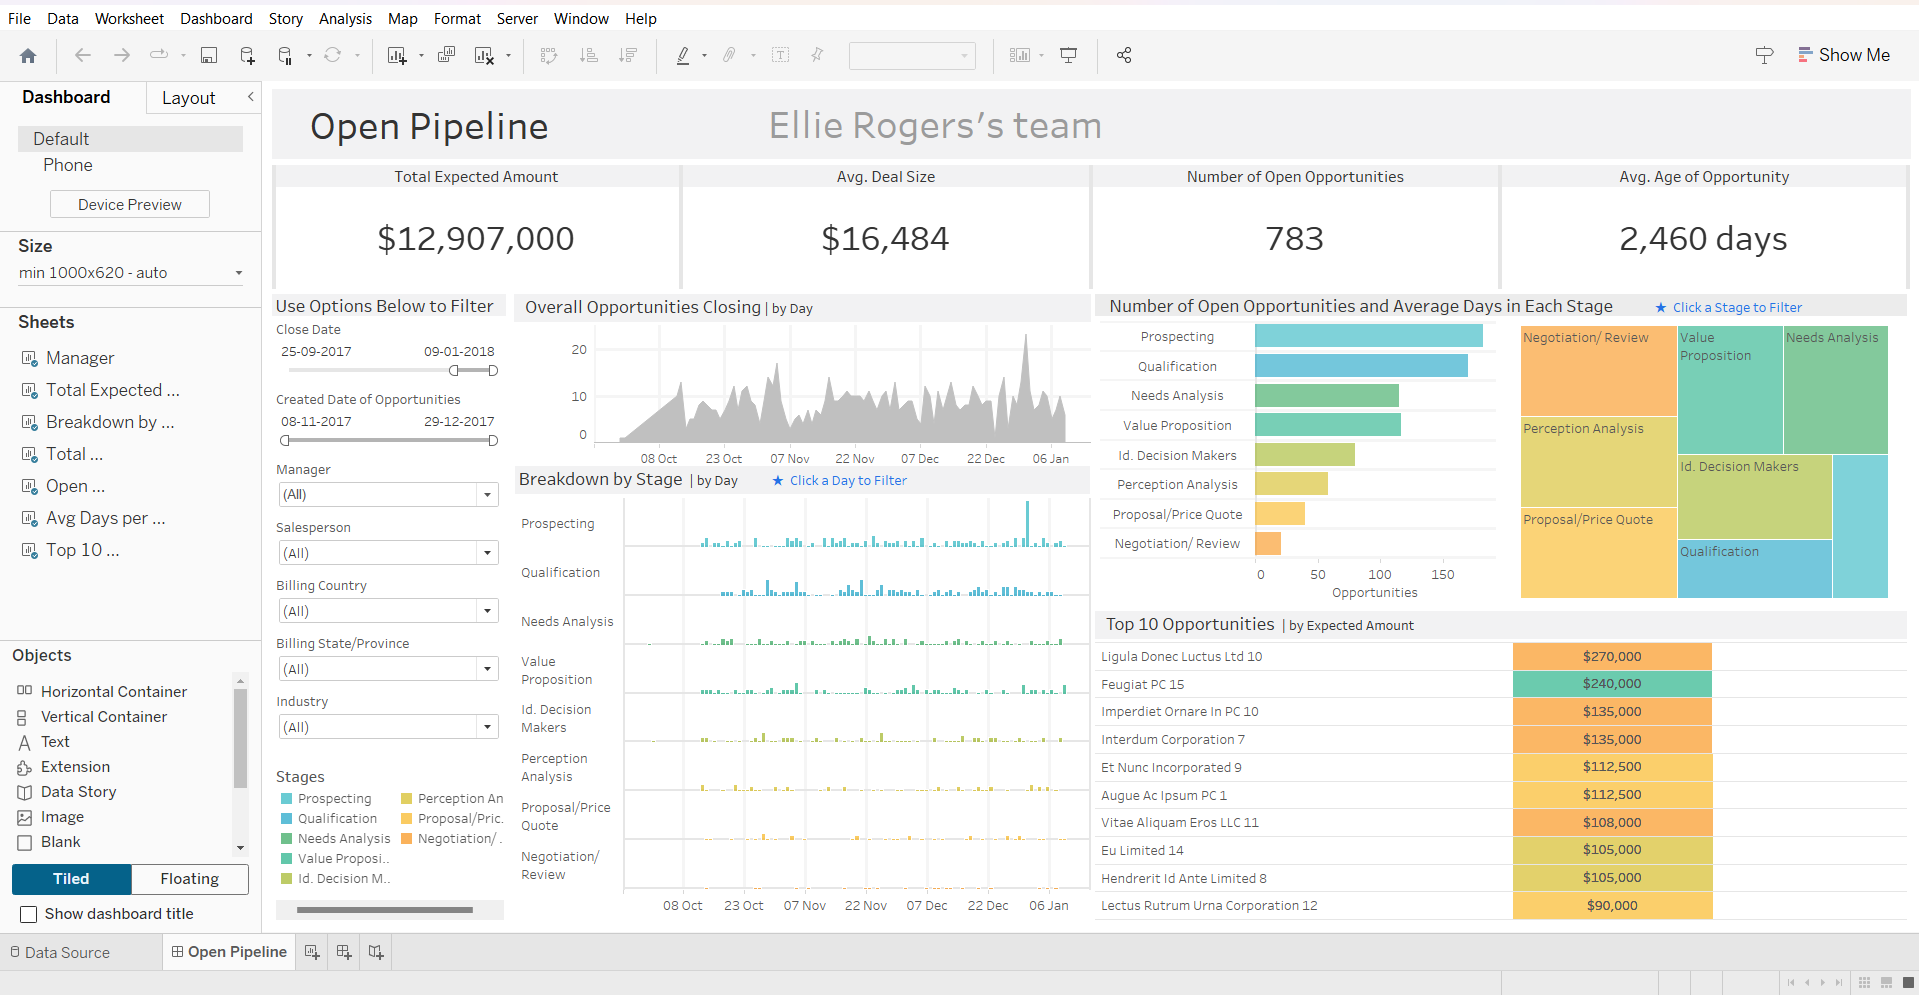 File Data Worksheet Dashboard Story Analysis Map Format Server Window Help
Show Me
Dashboard Layout
Default
Phone
Device Preview
Size
min 1000x620 - auto
Sheets
Manager
Total Expected ...
Breakdown by ...
Total ...
Open ...
Avg Days per ...
Top 10 ...
Objects
Horizontal Container
Vertical Container
Text
Extension
Data Story
Image
Blank
Tiled Floating
Show dashboard title
Open Pipeline
Ellie Rogers's team
Total Expected Amount
$12,907,000
Avg. Deal Size
$16,484
Number of Open Opportunities
783
Avg. Age of Opportunity
2,460 days
Use Options Below to Filter
Close Date
25-09-2017 09-01-2018
Created Date of Opportunities
08-11-2017 29-12-2017
Manager
(All)
Salesperson
(All)
Billing Country
(All)
Billing State/Province
(All)
Industry
(All)
Stages
Prospecting
Qualification
Needs Analysis
Value Proposi..
Id. Decision M..
Perception An
Proposal/Pric.
Negotiation/ .
Overall Opportunities Closing | by Day
20
10
0
08 Oct 23 Oct 07 Nov 22 Nov 07 Dec 22 Dec 06 Jan
Breakdown by Stage | by Day ★ Click a Day to Filter
Prospecting
Qualification
Needs Analysis
Value
Proposition
Id. Decision
Makers
Perception
Analysis
Proposal/Price
Quote
Negotiation/
Review
08 Oct 23 Oct 07 Nov 22 Nov 07 Dec 22 Dec 06 Jan
Number of Open Opportunities and Average Days in Each Stage ★ Click a Stage to Filter
Prospecting
Qualification
Needs Analysis
Value Proposition
Id. Decision Makers
Perception Analysis
Proposal/Price Quote
Negotiation/ Review
0 50 100 150
Opportunities
Negotiation/ Review
Perception Analysis
Proposal/Price Quote
Value
Proposition
Needs Analysis
Id. Decision Makers
Qualification
Top 10 Opportunities | by Expected Amount
Ligula Donec Luctus Ltd 10 $270,000
Feugiat PC 15 $240,000
Imperdiet Ornare In PC 10 $135,000
Interdum Corporation 7 $135,000
Et Nunc Incorporated 9 $112,500
Augue Ac Ipsum PC 1 $112,500
Vitae Aliquam Eros LLC 11 $108,000
Eu Limited 14 $105,000
Hendrerit Id Ante Limited 8 $105,000
Lectus Rutrum Urna Corporation 12 $90,000
Data Source Open Pipeline